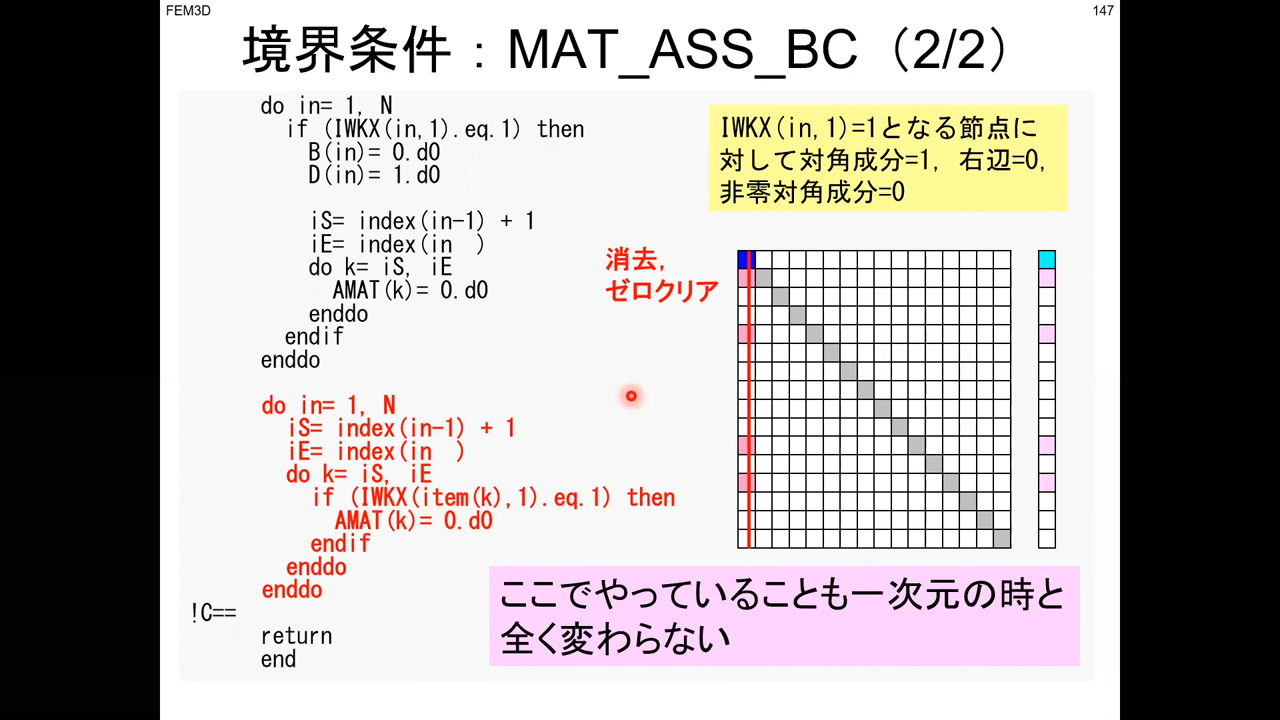 FEM3D
147
境界条件：MAT_ASS_BC（2/2）
do in= 1, N
if (IWKX(in,1).eq.1) then
B(in)= 0.d0
D(in)= 1.d0
iS= index(in-1) + 1
iE= index(in  )
do k= iS, iE
AMAT(k)= 0.d0
enddo
endif
enddo
do in= 1, N
iS= index(in-1) + 1
iE= index(in  )
do k= iS, iE
if (IWKX(item(k),1).eq.1) then
AMAT(k)= 0.d0
endif
enddo
enddo
!C==
return
end
IWKX(in,1)=1となる節点に
対して対角成分=1, 右辺=0,
非零対角成分=0
消去,
ゼロクリア
ここでやっていることも一次元の時と
全く変わらない